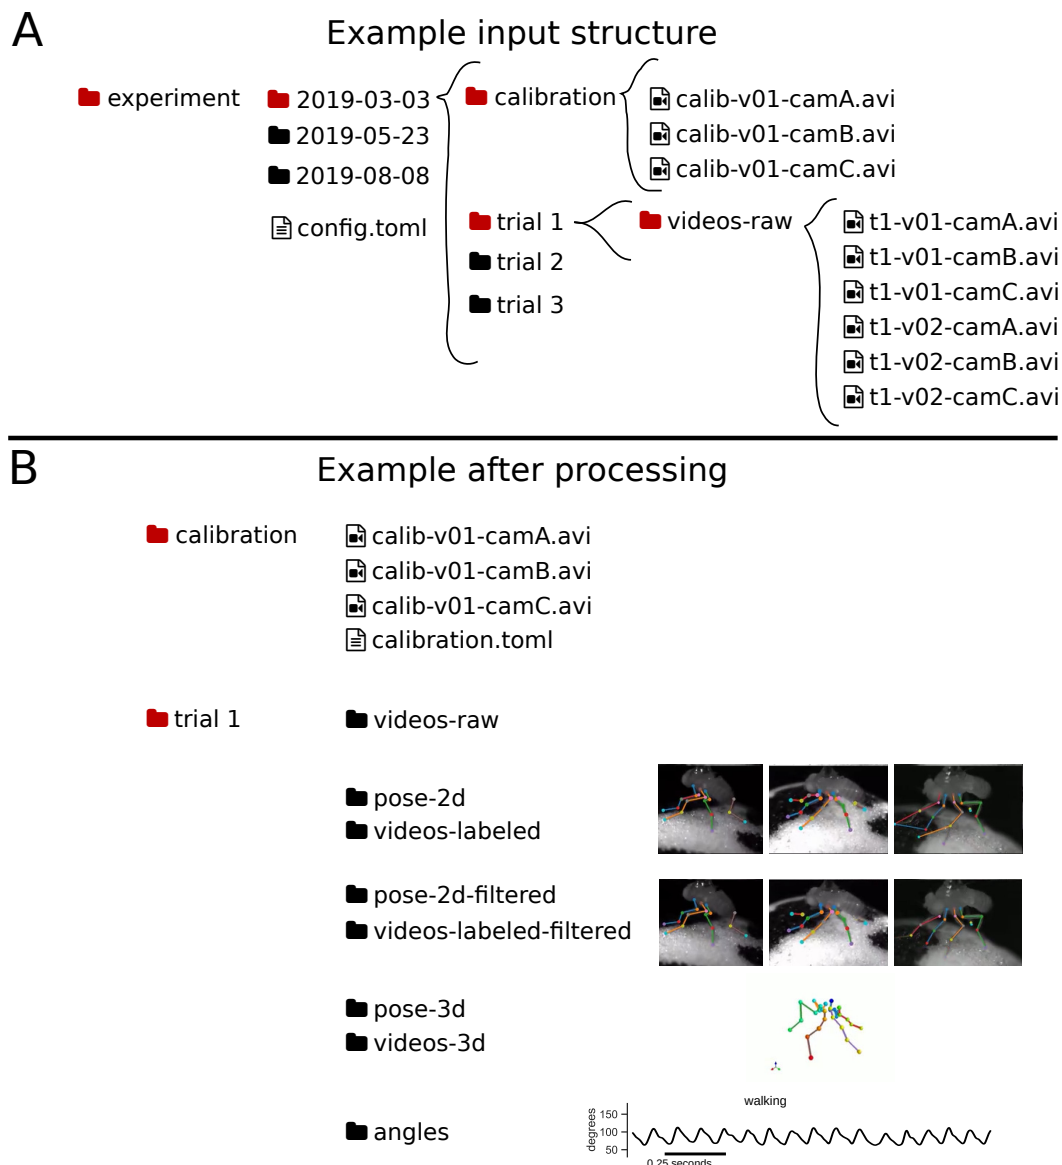 A
Example input structure
experiment
2019-03-03
2019-05-23
2019-08-08
config.toml
calibration
calib-v01-camA.avi
calib-v01-camB.avi
calib-v01-camC.avi
trial 1
trial 2
trial 3
videos-raw
t1-v01-camA.avi
t1-v01-camB.avi
t1-v01-camC.avi
t1-v02-camA.avi
t1-v02-camB.avi
t1-v02-camC.avi
B
Example after processing
calibration
calib-v01-camA.avi
calib-v01-camB.avi
calib-v01-camC.avi
calibration.toml
trial 1
videos-raw
pose-2d
videos-labeled
pose-2d-filtered
videos-labeled-filtered
pose-3d
videos-3d
angles
walking
degrees
150
100
50
0.25 seconds